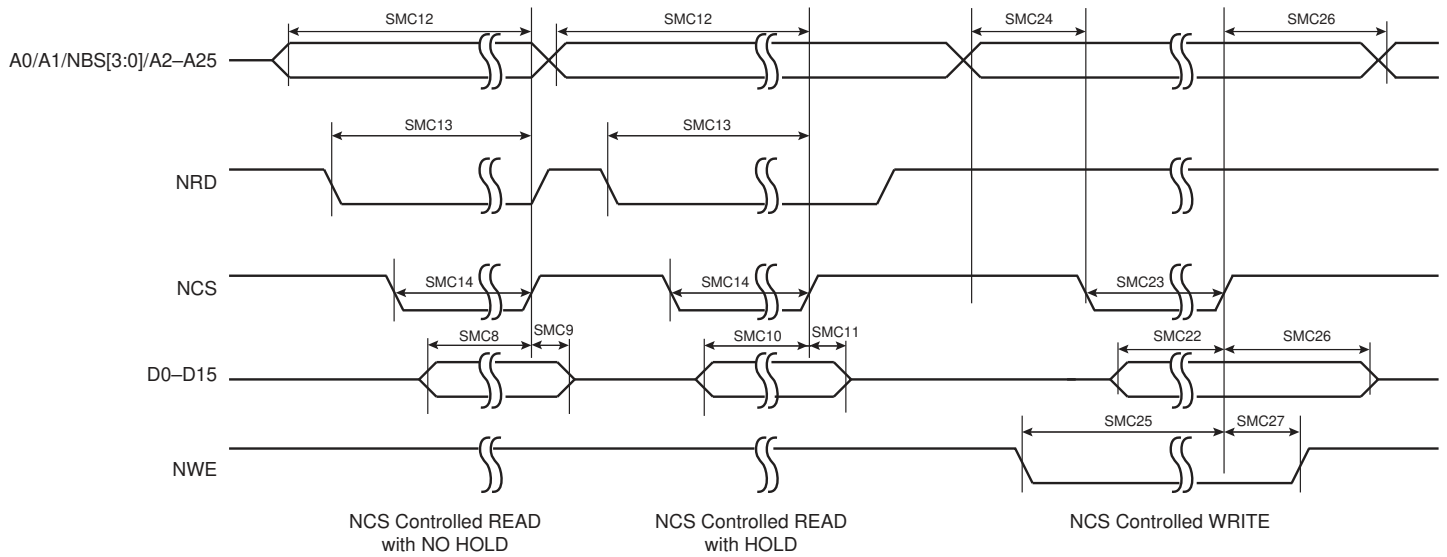 SMC12
SMC12
SMC24
SMC26
A0/A1/NBS[3:0]/A2–A25
SMC13
SMC13
NRD
SMC14
SMC14
SMC23
NCS
SMC8
SMC9
SMC10
SMC11
SMC22
SMC26
D0–D15
SMC25
SMC27
NWE
NCS Controlled READ
with NO HOLD
NCS Controlled READ
with HOLD
NCS Controlled WRITE